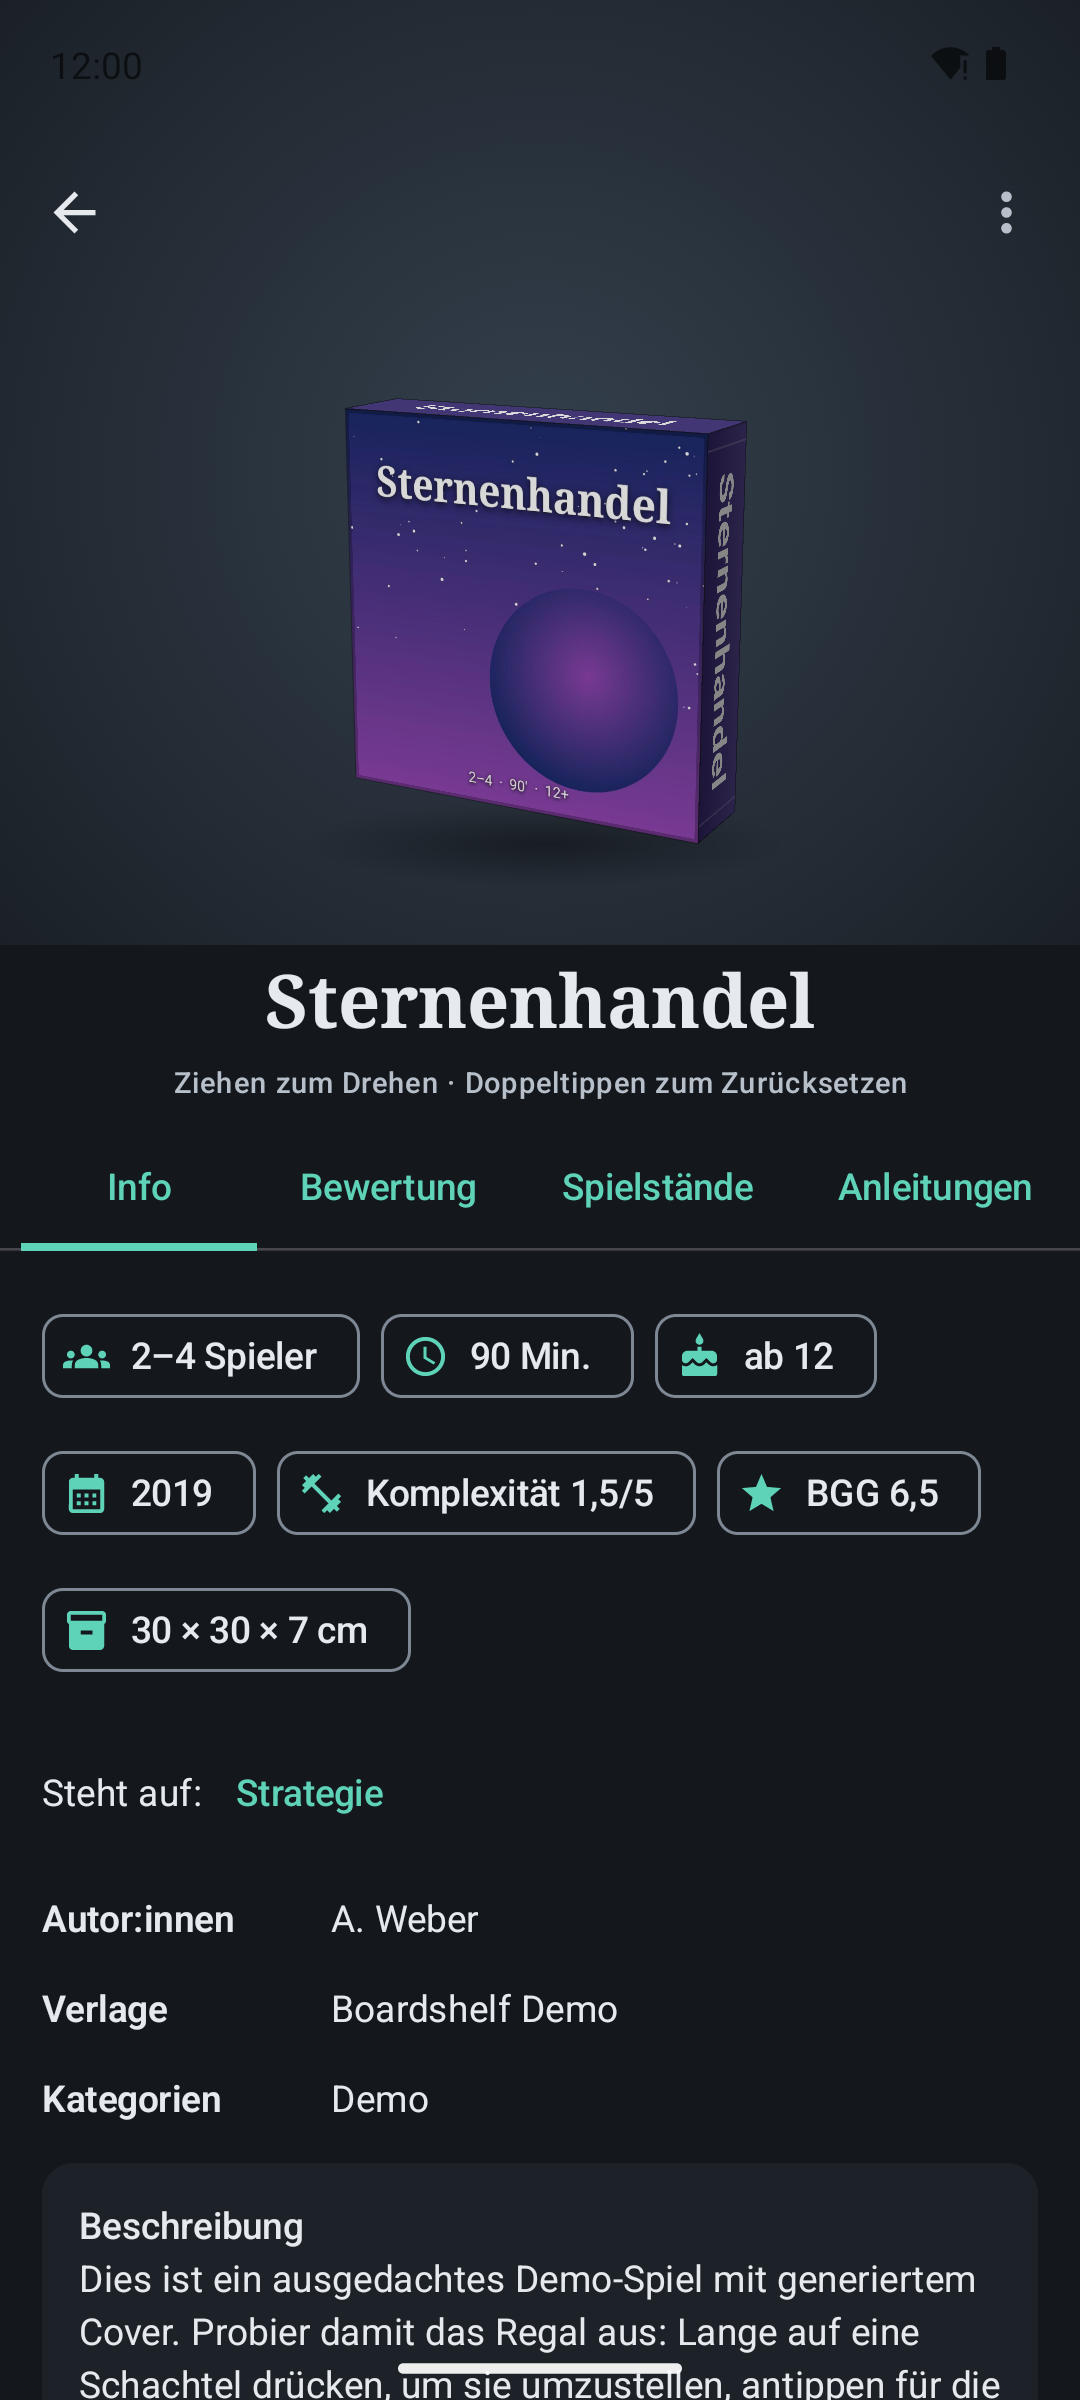 12:00
Sternenhandel
Sternenhandel
Sternenhandel
2–4 · 90' · 12+
Sternenhandel
Ziehen zum Drehen · Doppeltippen zum Zurücksetzen
Info Bewertung Spielstände Anleitungen
2–4 Spieler 90 Min. ab 12
2019 Komplexität 1,5/5 BGG 6,5
30 × 30 × 7 cm
Steht auf: Strategie
Autor:innen A. Weber
Verlage Boardshelf Demo
Kategorien Demo
Beschreibung
Dies ist ein ausgedachtes Demo-Spiel mit generiertem
Cover. Probier damit das Regal aus: Lange auf eine
Schachtel drücken, um sie umzustellen, antippen für die